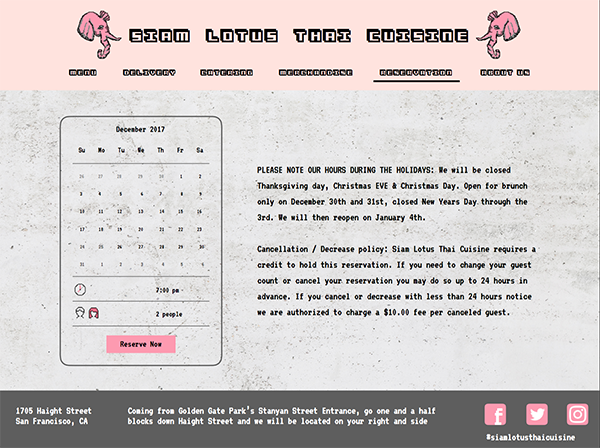 SIAM LOTUS THAI CUISINE
MENU DELIVERY CATERING MERCHANDISE RESERVATION ABOUT US
December 2017
Su Mo Tu We Th Fr Sa
26 27 28 29 30 1 2
3 4 5 6 7 8 9
10 11 12 13 14 15 16
17 18 19 20 21 22 23
24 25 26 27 28 29 30
31 1 2 3 4 5 6
7:00 pm
2 people
Reserve Now
PLEASE NOTE OUR HOURS DURING THE HOLIDAYS: We will be closed
Thanksgiving day, Christmas EVE & Christmas Day. Open for brunch
only on December 30th and 31st, closed New Years Day through the
3rd. We will then reopen on January 4th.
Cancellation / Decrease policy: Siam Lotus Thai Cuisine requires a
credit to hold this reservation. If you need to change your guest
count or cancel your reservation you may do so up to 24 hours in
advance. If you cancel or decrease with less than 24 hours notice
we are authorized to charge a $10.00 fee per canceled guest.
1705 Haight Street
San Francisco, CA
Coming from Golden Gate Park's Stanyan Street Entrance, go one and a half
blocks down Haight Street and we will be located on your right and side
#siamlotusthaicuisine